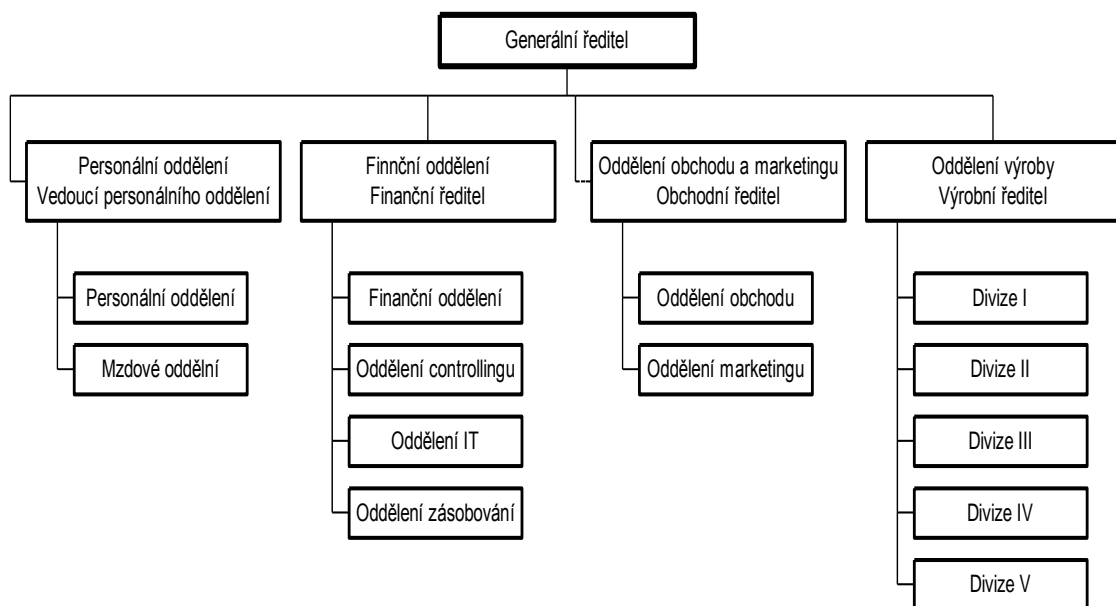 Generální ředitel
Personální oddělení
Vedoucí personálního oddělení
Finnční oddělení
Finanční ředitel
Oddělení obchodu a marketingu
Obchodní ředitel
Oddělení výroby
Výrobní ředitel
Personální oddělení
Mzdové oddělní
Finanční oddělení
Oddělení controllingu
Oddělení IT
Oddělení zásobování
Oddělení obchodu
Oddělení marketingu
Divize I
Divize II
Divize III
Divize IV
Divize V